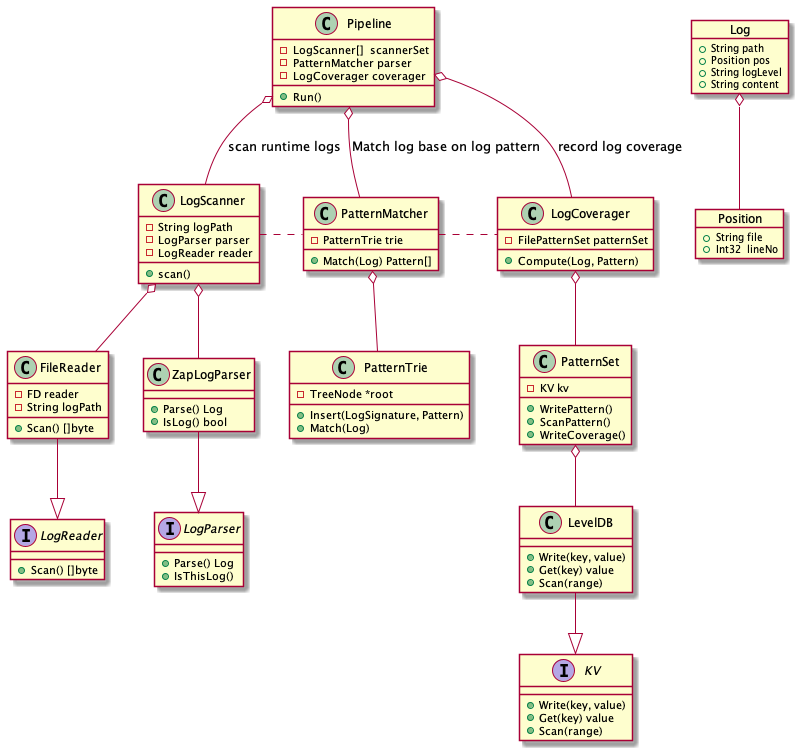 C Pipeline
LogScanner[]  scannerSet
PatternMatcher parser
LogCoverager coverager
Run()
Log
String path
Position pos
String logLevel
String content
scan runtime logs
Match log base on log pattern
record log coverage
C LogScanner
String logPath
LogParser parser
LogReader reader
scan()
C PatternMatcher
PatternTrie trie
Match(Log) Pattern[]
C LogCoverager
FilePatternSet patternSet
Compute(Log, Pattern)
Position
String file
Int32  lineNo
C FileReader
FD reader
String logPath
Scan() []byte
C ZapLogParser
Parse() Log
IsLog() bool
C PatternTrie
TreeNode *root
Insert(LogSignature, Pattern)
Match(Log)
C PatternSet
KV kv
WritePattern()
ScanPattern()
WriteCoverage()
I LogReader
Scan() []byte
I LogParser
Parse() Log
IsThisLog()
C LevelDB
Write(key, value)
Get(key) value
Scan(range)
I KV
Write(key, value)
Get(key) value
Scan(range)